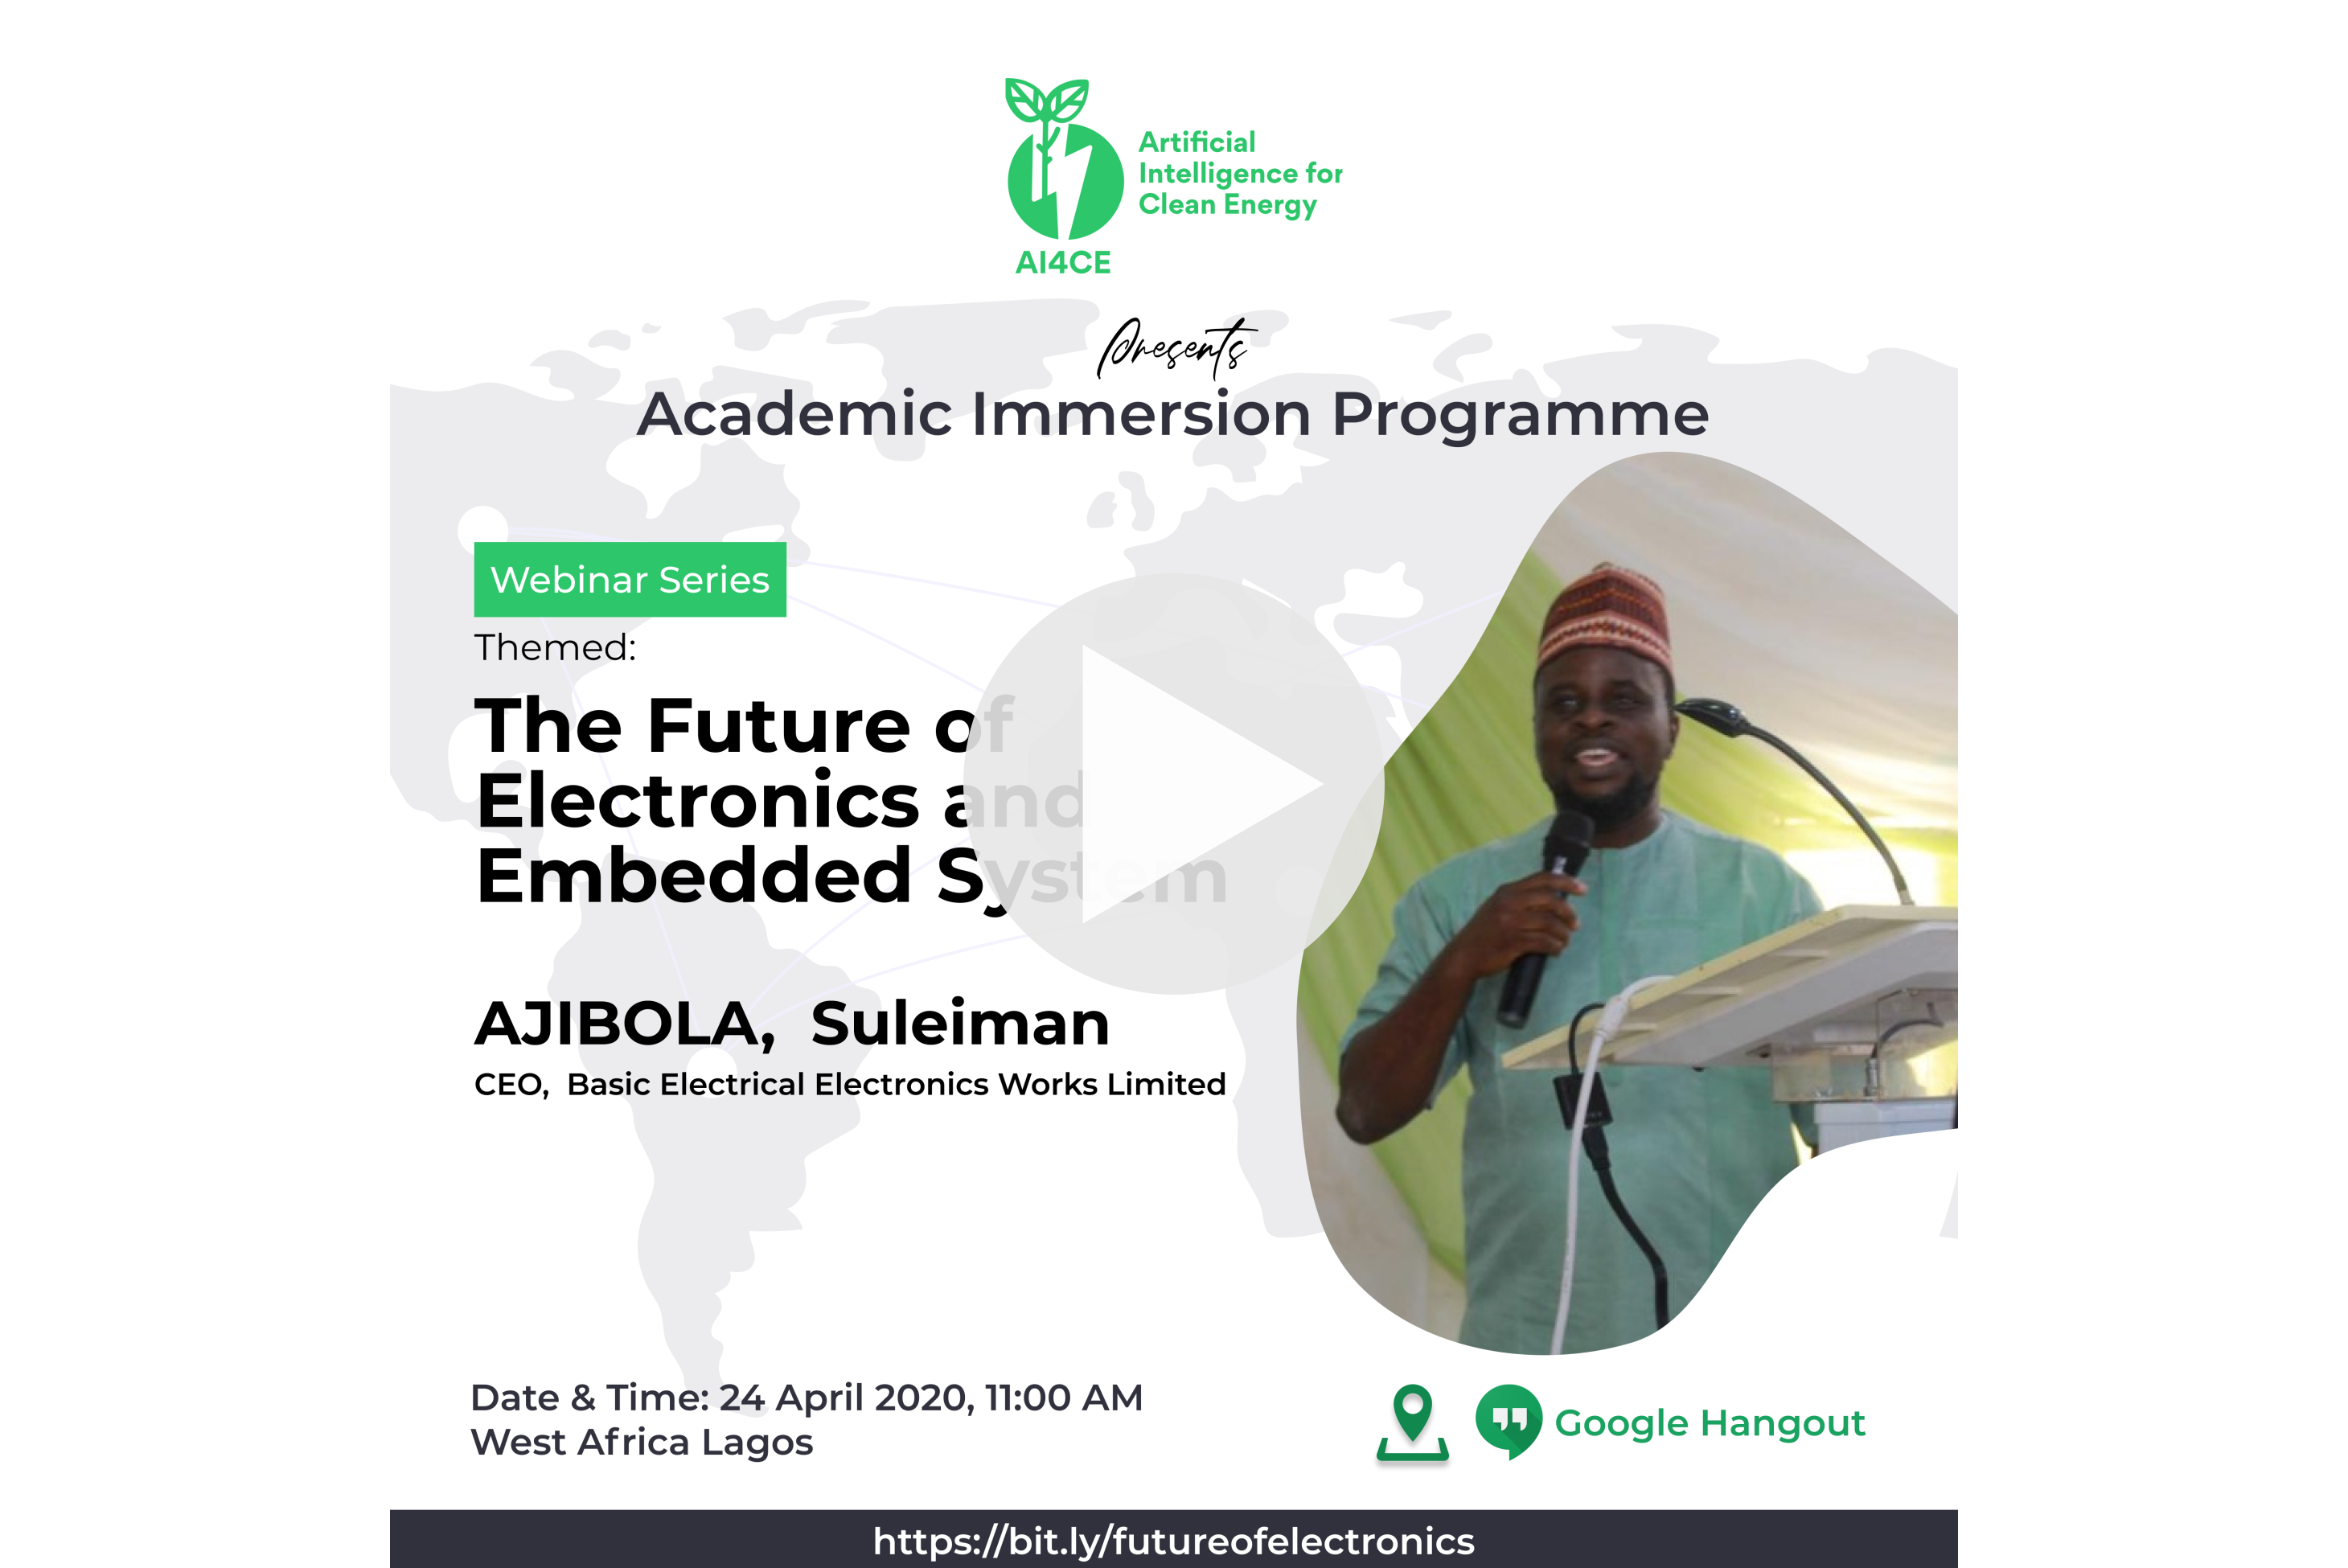 Artificial
Intelligence for
Clean Energy
AI4CE
Presents
Academic Immersion Programme
Webinar Series
Themed:
The Future of
Electronics and
Embedded System
AJIBOLA, Suleiman
CEO, Basic Electrical Electronics Works Limited
Date & Time: 24 April 2020, 11:00 AM
West Africa Lagos
Google Hangout
https://bit.ly/futureofelectronics